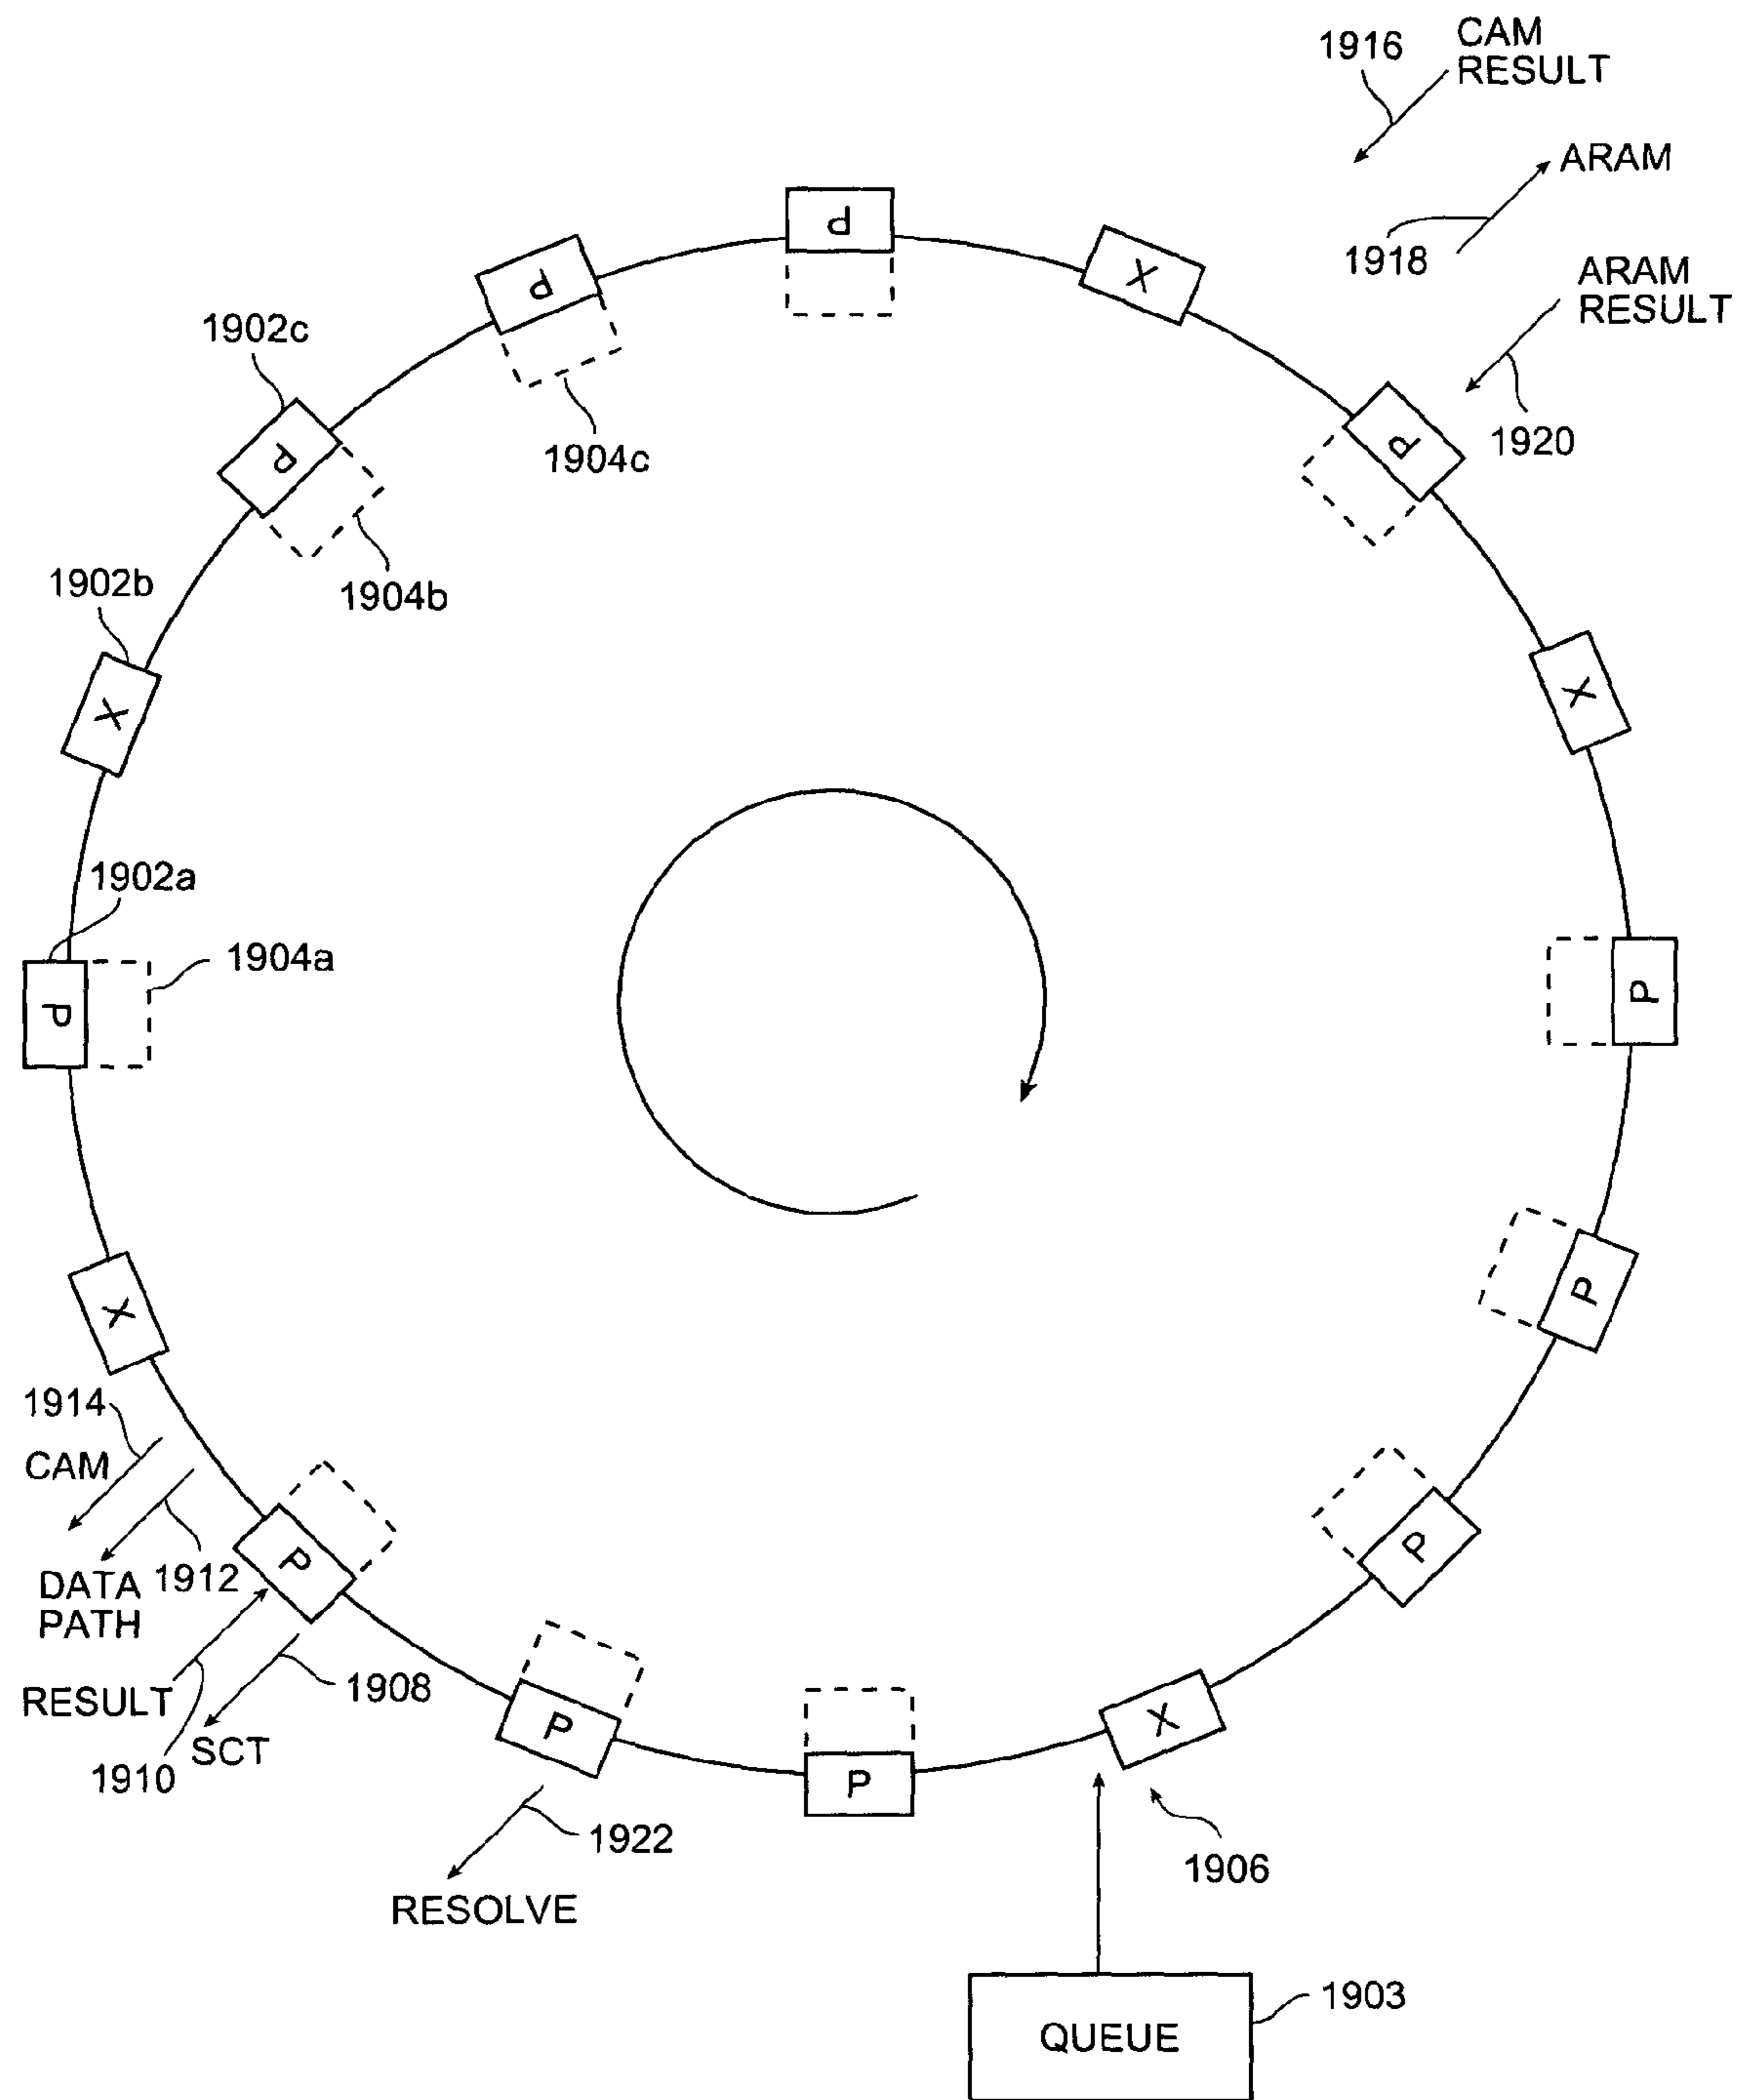 1916
CAM
RESULT
ARAM
1918
ARAM
RESULT
1920
P
P
X
1902c
P
1904c
P
P
1904b
1902b
X
X
1902a
1904a
P
P
X
P
1914
CAM
P
P
DATA
PATH
1912
RESULT
1908
SCT
1910
P
X
P
1922
RESOLVE
1906
QUEUE
1903